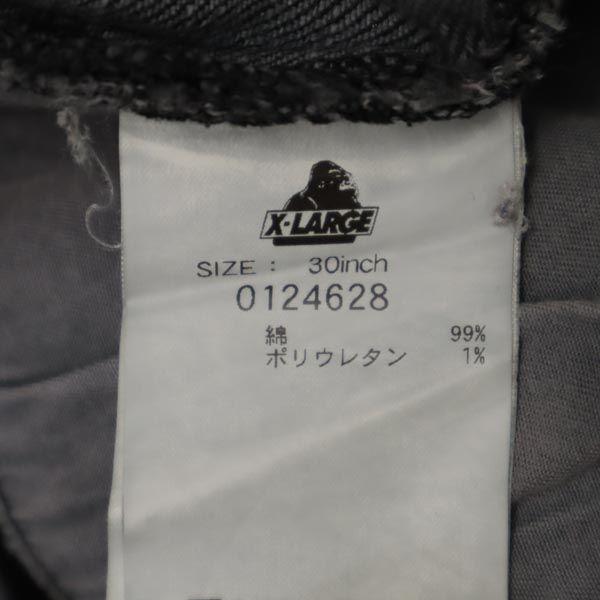 X-LARGE
SIZE : 30inch
0124628
綿 99%
ポリウレタン 1%